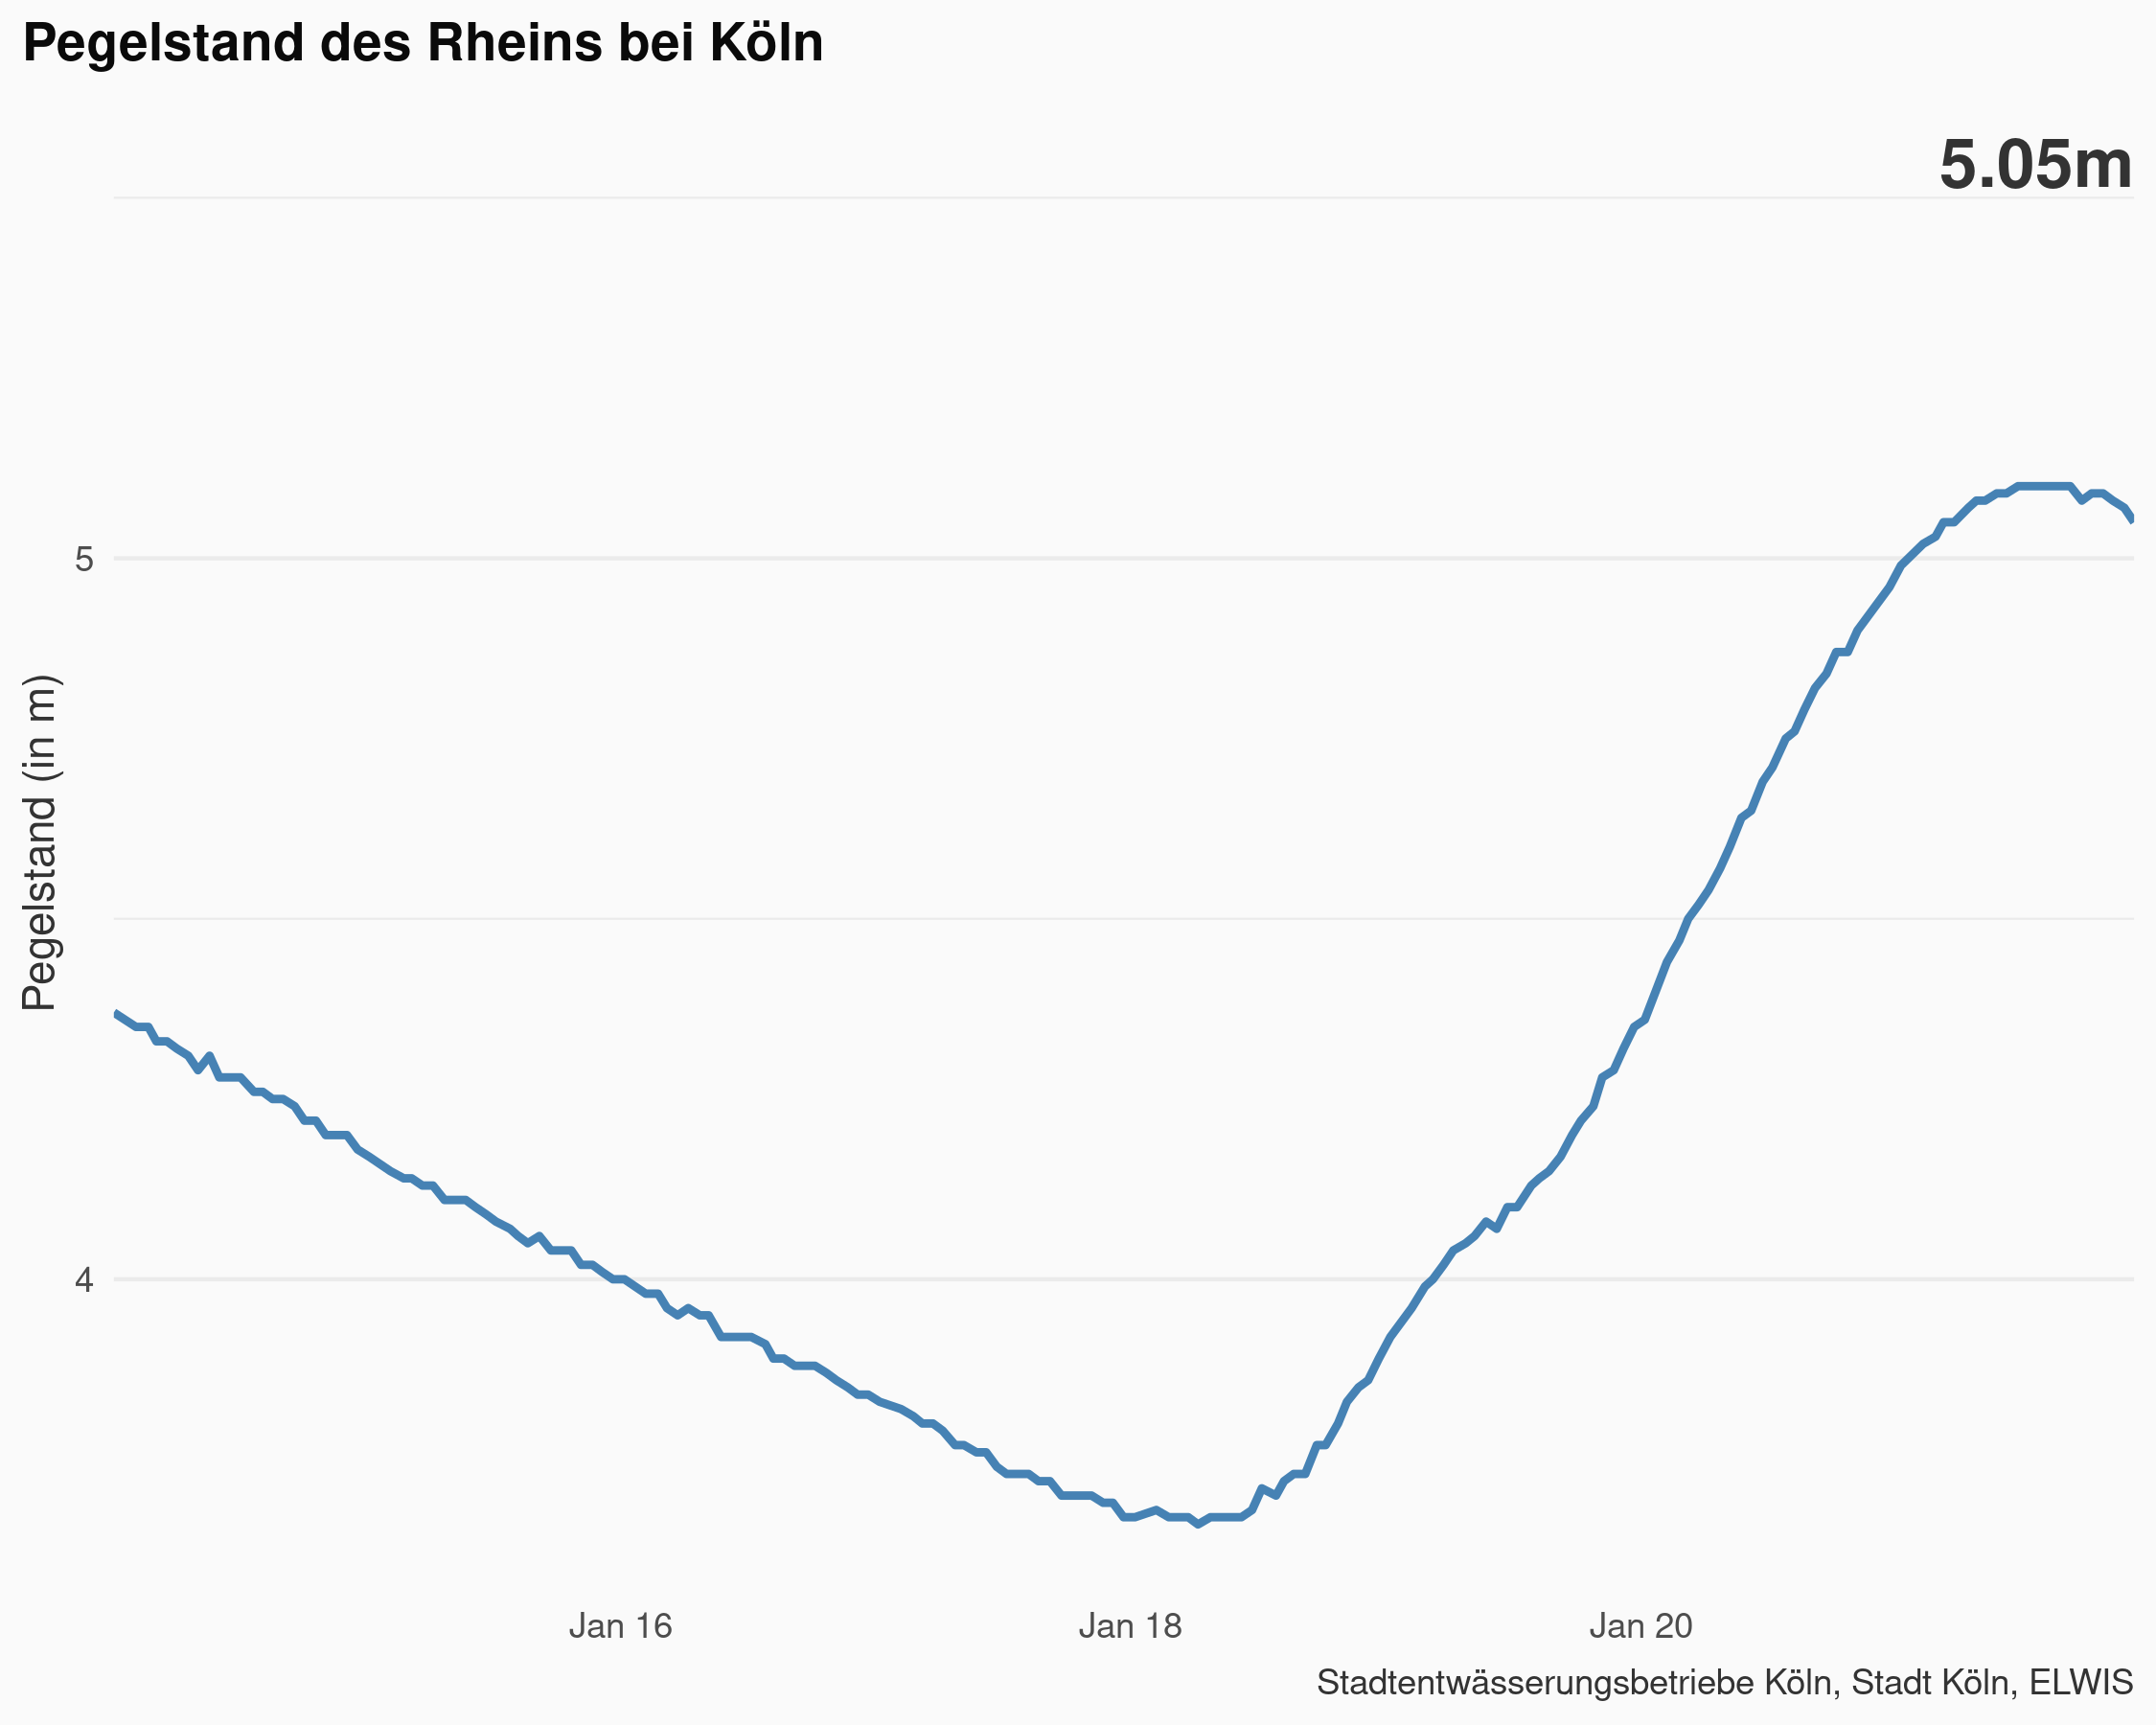 Pegelstand des Rheins bei Köln
5.05m
5
Pegelstand (in m)
4
Jan 16
Jan 18
Jan 20
Stadtentwässerungsbetriebe Köln, Stadt Köln, ELWIS